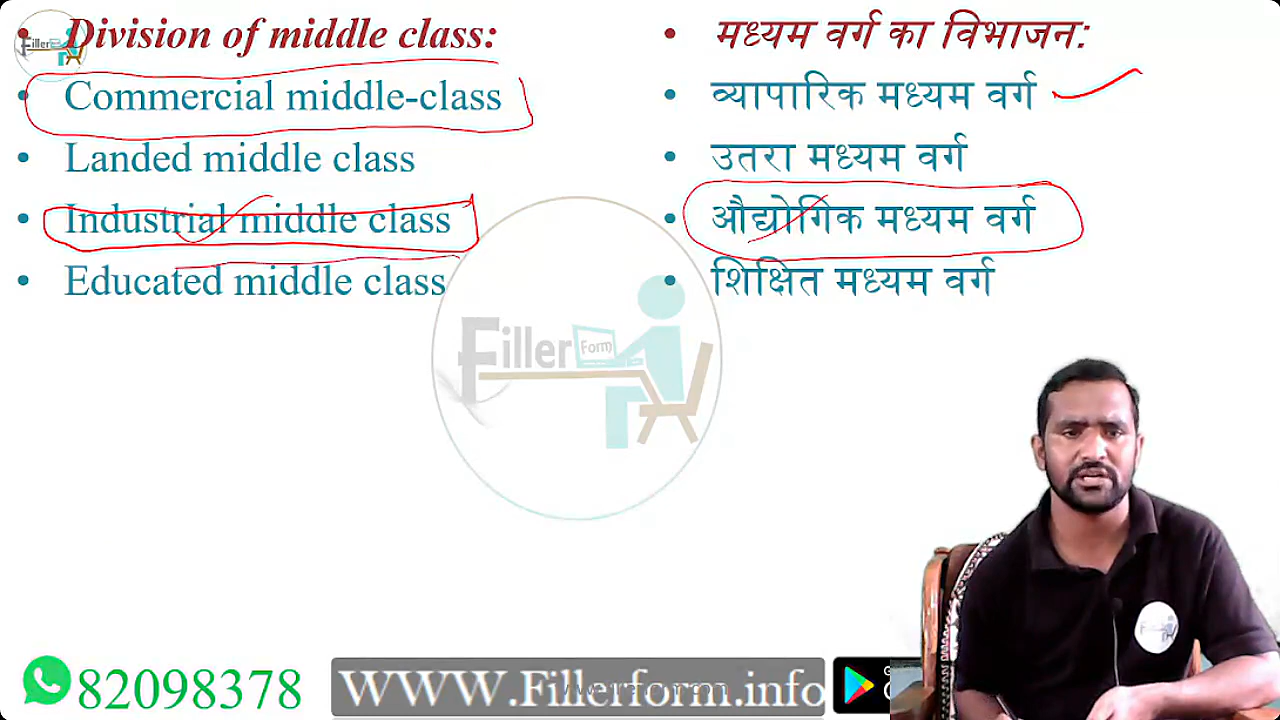 Division of middle class:
Commercial middle-class
Landed middle class
Industrial middle class
Educated middle class
मध्यम वर्ग का विभाजन:
व्यापारिक मध्यम वर्ग
उतरा मध्यम वर्ग
औद्योगिक मध्यम वर्ग
शिक्षित मध्यम वर्ग
Filler Form
82098378
www.Fillerform.info